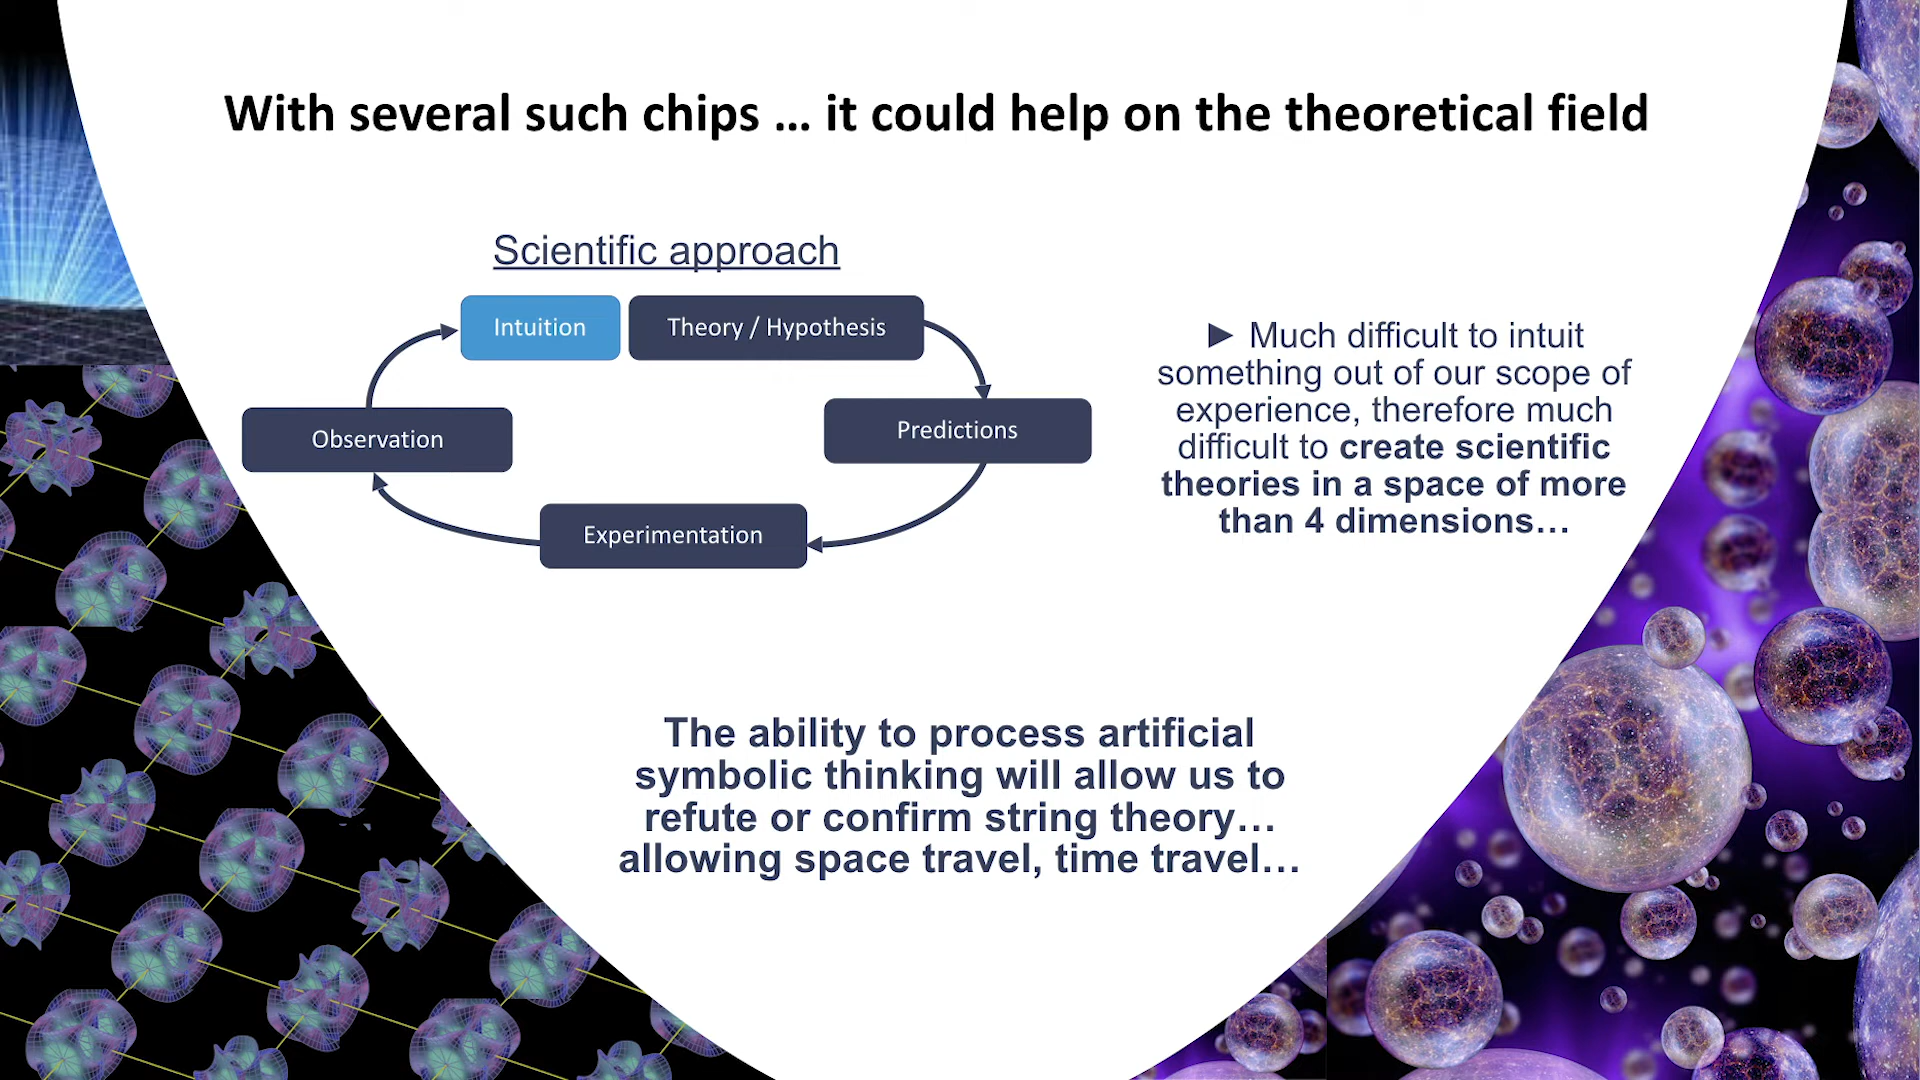 With several such chips ... it could help on the theoretical field
Scientific approach
Intuition
Theory / Hypothesis
Observation
Predictions
Experimentation
► Much difficult to intuit
something out of our scope of
experience, therefore much
difficult to create scientific
theories in a space of more
than 4 dimensions...
The ability to process artificial
symbolic thinking will allow us to
refute or confirm string theory...
allowing space travel, time travel...